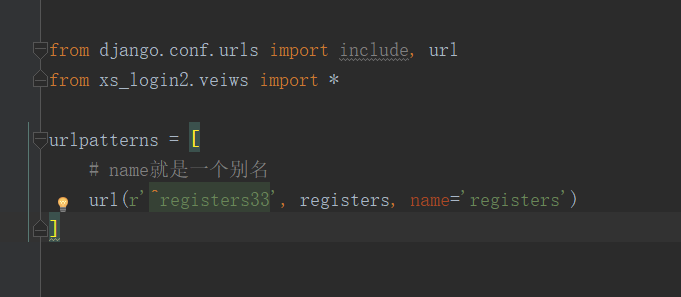 from django.conf.urls import include, url
from xs_login2.veiws import *
urlpatterns = [
# name就是一个别名
url(r'^registers33', registers, name='registers')
]